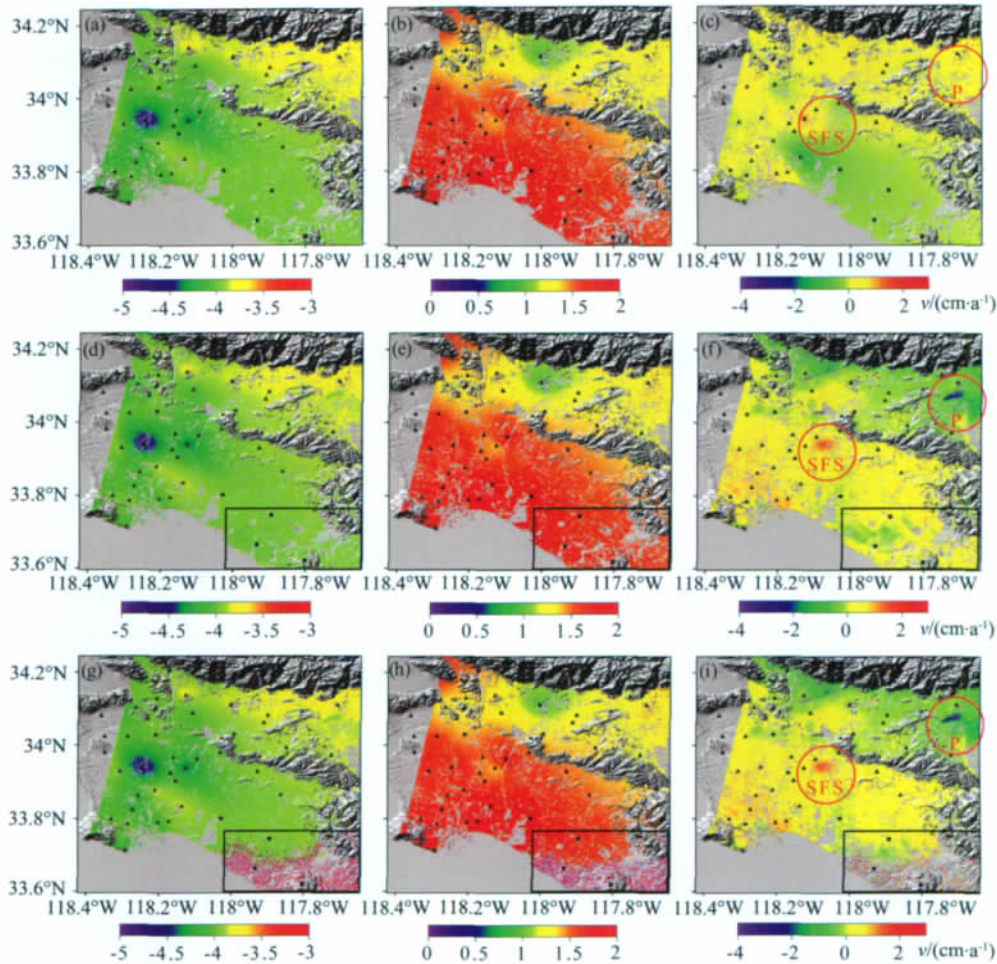 (a) (b) (c)
34.2°N
34°N
33.8°N
33.6°N
P
SFS
118.4°W 118.2°W 118°W 117.8°W 118.4°W 118.2°W 118°W 117.8°W 118.4°W 118.2°W 118°W 117.8°W
-5 -4.5 -4 -3.5 -3 0 0.5 1 1.5 2 -4 -2 0 2 v/(cm·a⁻¹)
(d) (e) (f)
34.2°N
34°N
33.8°N
33.6°N
P
SFS
118.4°W 118.2°W 118°W 117.8°W 118.4°W 118.2°W 118°W 117.8°W 118.4°W 118.2°W 118°W 117.8°W
-5 -4.5 -4 -3.5 -3 0 0.5 1 1.5 2 -4 -2 0 2 v/(cm·a⁻¹)
(g) (h) (i)
34.2°N
34°N
33.8°N
33.6°N
P
SFS
118.4°W 118.2°W 118°W 117.8°W 118.4°W 118.2°W 118°W 117.8°W 118.4°W 118.2°W 118°W 117.8°W
-5 -4.5 -4 -3.5 -3 0 0.5 1 1.5 2 -4 -2 0 2 v/(cm·a⁻¹)